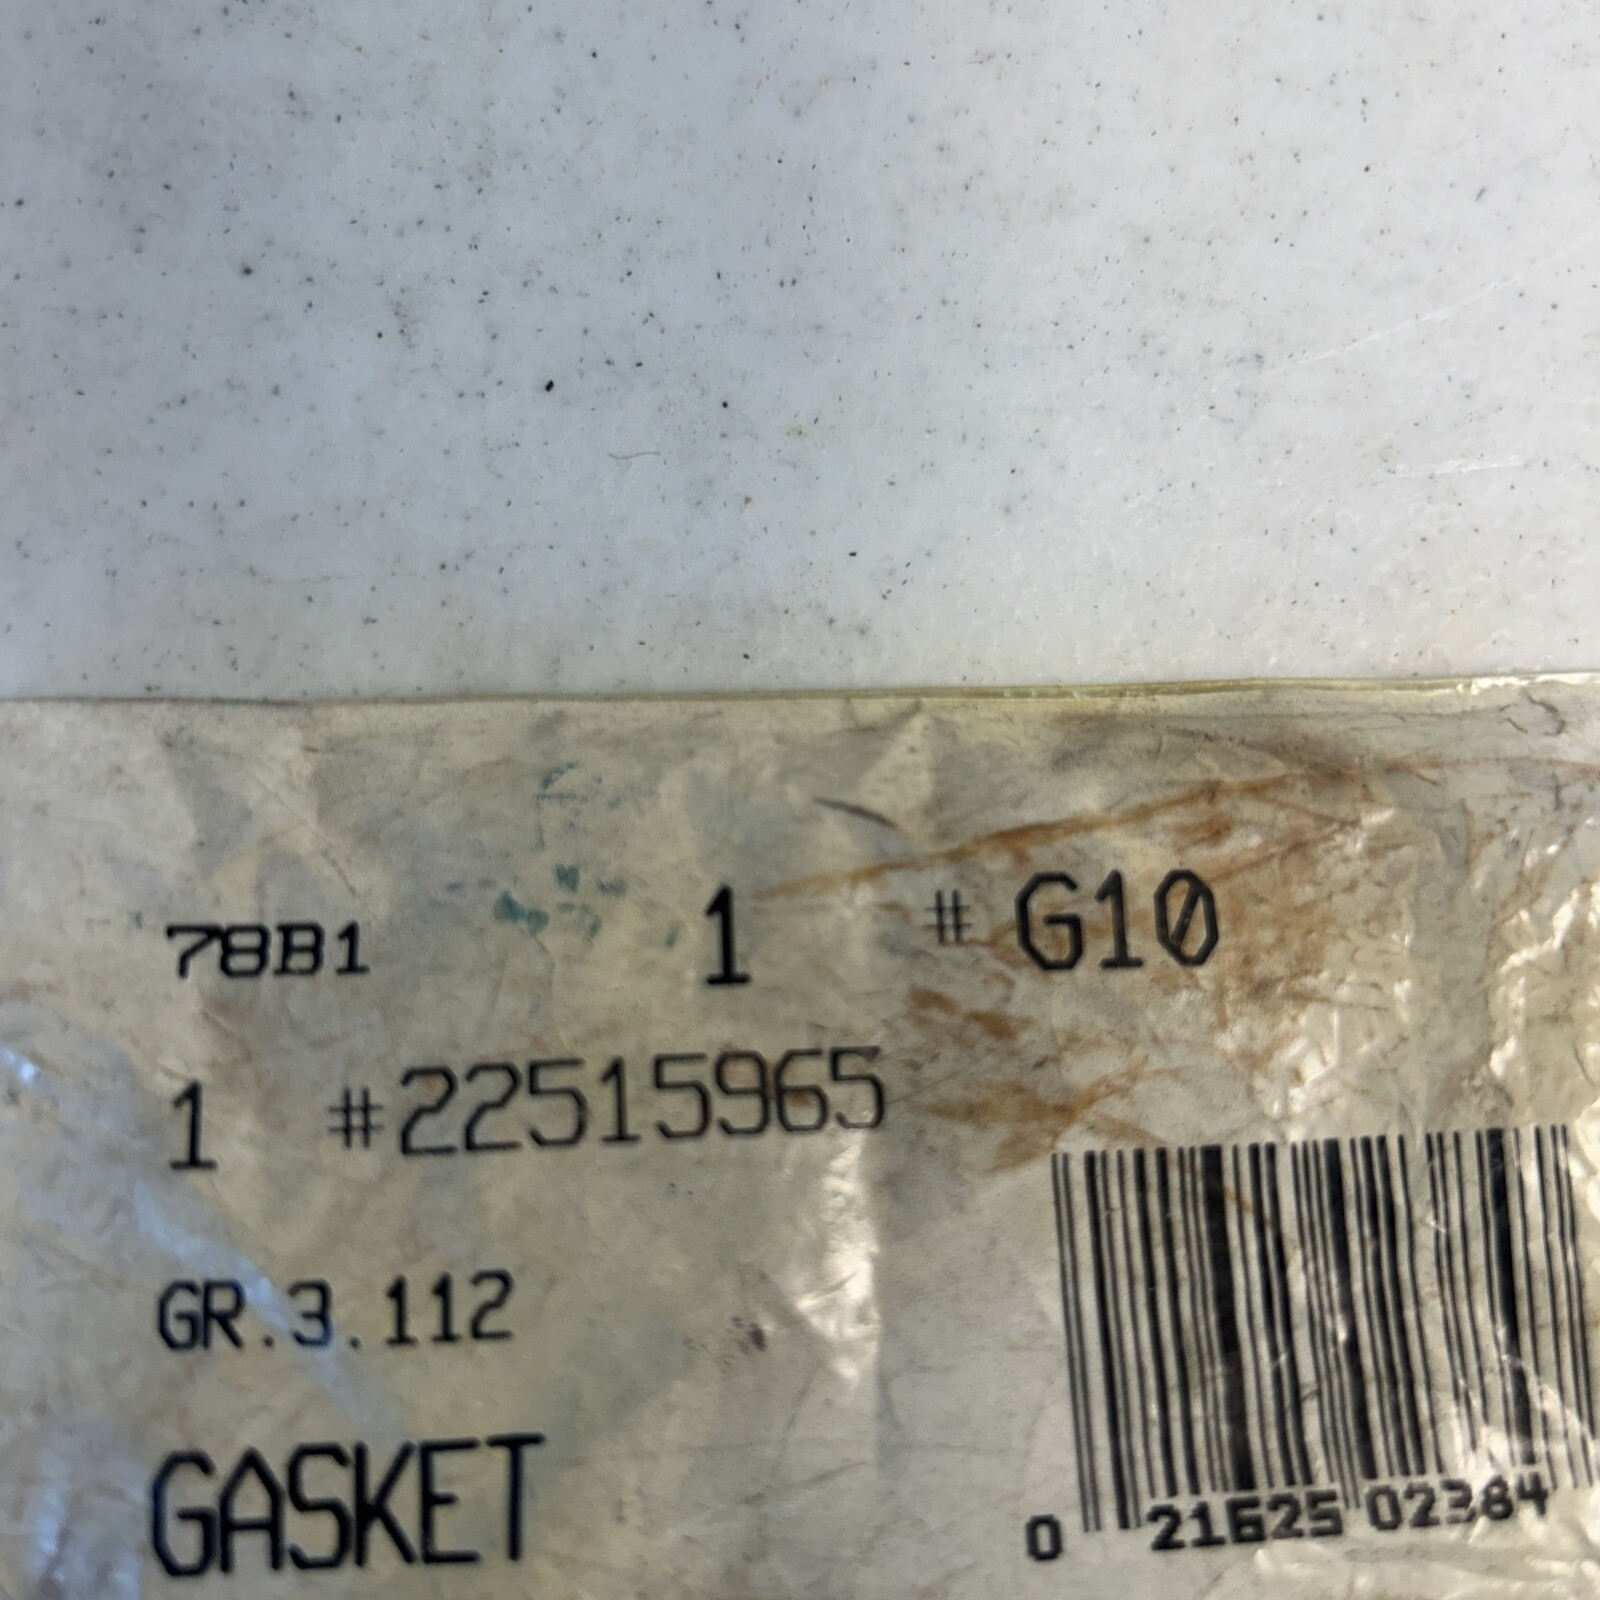 78B1 1 # G10
1 #22515965
GR.3.112
GASKET
0 21625 02384